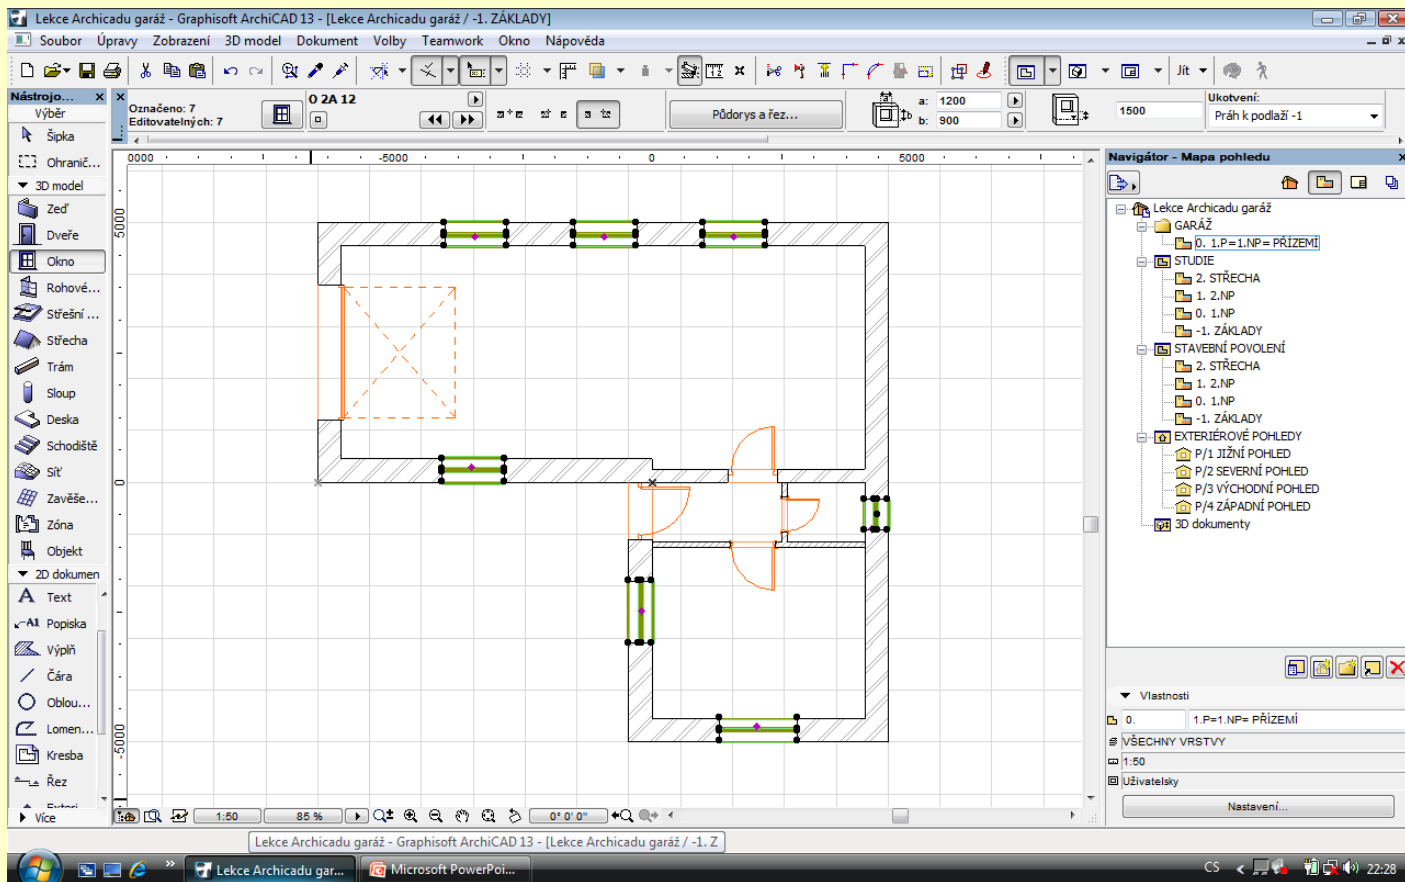 Lekce Archicadu garáž - Graphisoft ArchiCAD 13 - [Lekce Archicadu garáž / -1. ZÁKLADY]
Soubor Úpravy Zobrazení 3D model Dokument Volby Teamwork Okno Nápověda
Jít
Nástrojo...
Výběr
Šipka
Ohranič...
3D model
Zeď
Dveře
Okno
Rohové...
Střešní ...
Střecha
Trám
Sloup
Deska
Schodiště
Síť
Zavěše...
Zóna
Objekt
2D dokumen
Text
A1 Popiska
Výplň
Čára
Oblou...
Lomen...
Kresba
Řez
Exteri
Více
Označeno: 7
Editovatelných: 7
O 2A 12
Půdorys a řez...
a: 1200
b: 900
1500
Ukotvení:
Práh k podlaží -1
0000
-5000
0
5000
5000
0
-5000
1:50
85 %
0° 0' 0"
Navigátor - Mapa pohledu
Lekce Archicadu garáž
GARÁŽ
0. 1.P=1.NP= PŘÍZEMÍ
STUDIE
2. STŘECHA
1. 2.NP
0. 1.NP
-1. ZÁKLADY
STAVEBNÍ POVOLENÍ
2. STŘECHA
1. 2.NP
0. 1.NP
-1. ZÁKLADY
EXTERIÉROVÉ POHLEDY
P/1 JIŽNÍ POHLED
P/2 SEVERNÍ POHLED
P/3 VÝCHODNÍ POHLED
P/4 ZÁPADNÍ POHLED
3D dokumenty
Vlastnosti
0. 1.P=1.NP= PŘÍZEMÍ
VŠECHNY VRSTVY
1:50
Uživatelsky
Nastavení...
Lekce Archicadu garáž - Graphisoft ArchiCAD 13 - [Lekce Archicadu garáž / -1. Z
Lekce Archicadu gar...
Microsoft PowerPoi...
CS
22:28